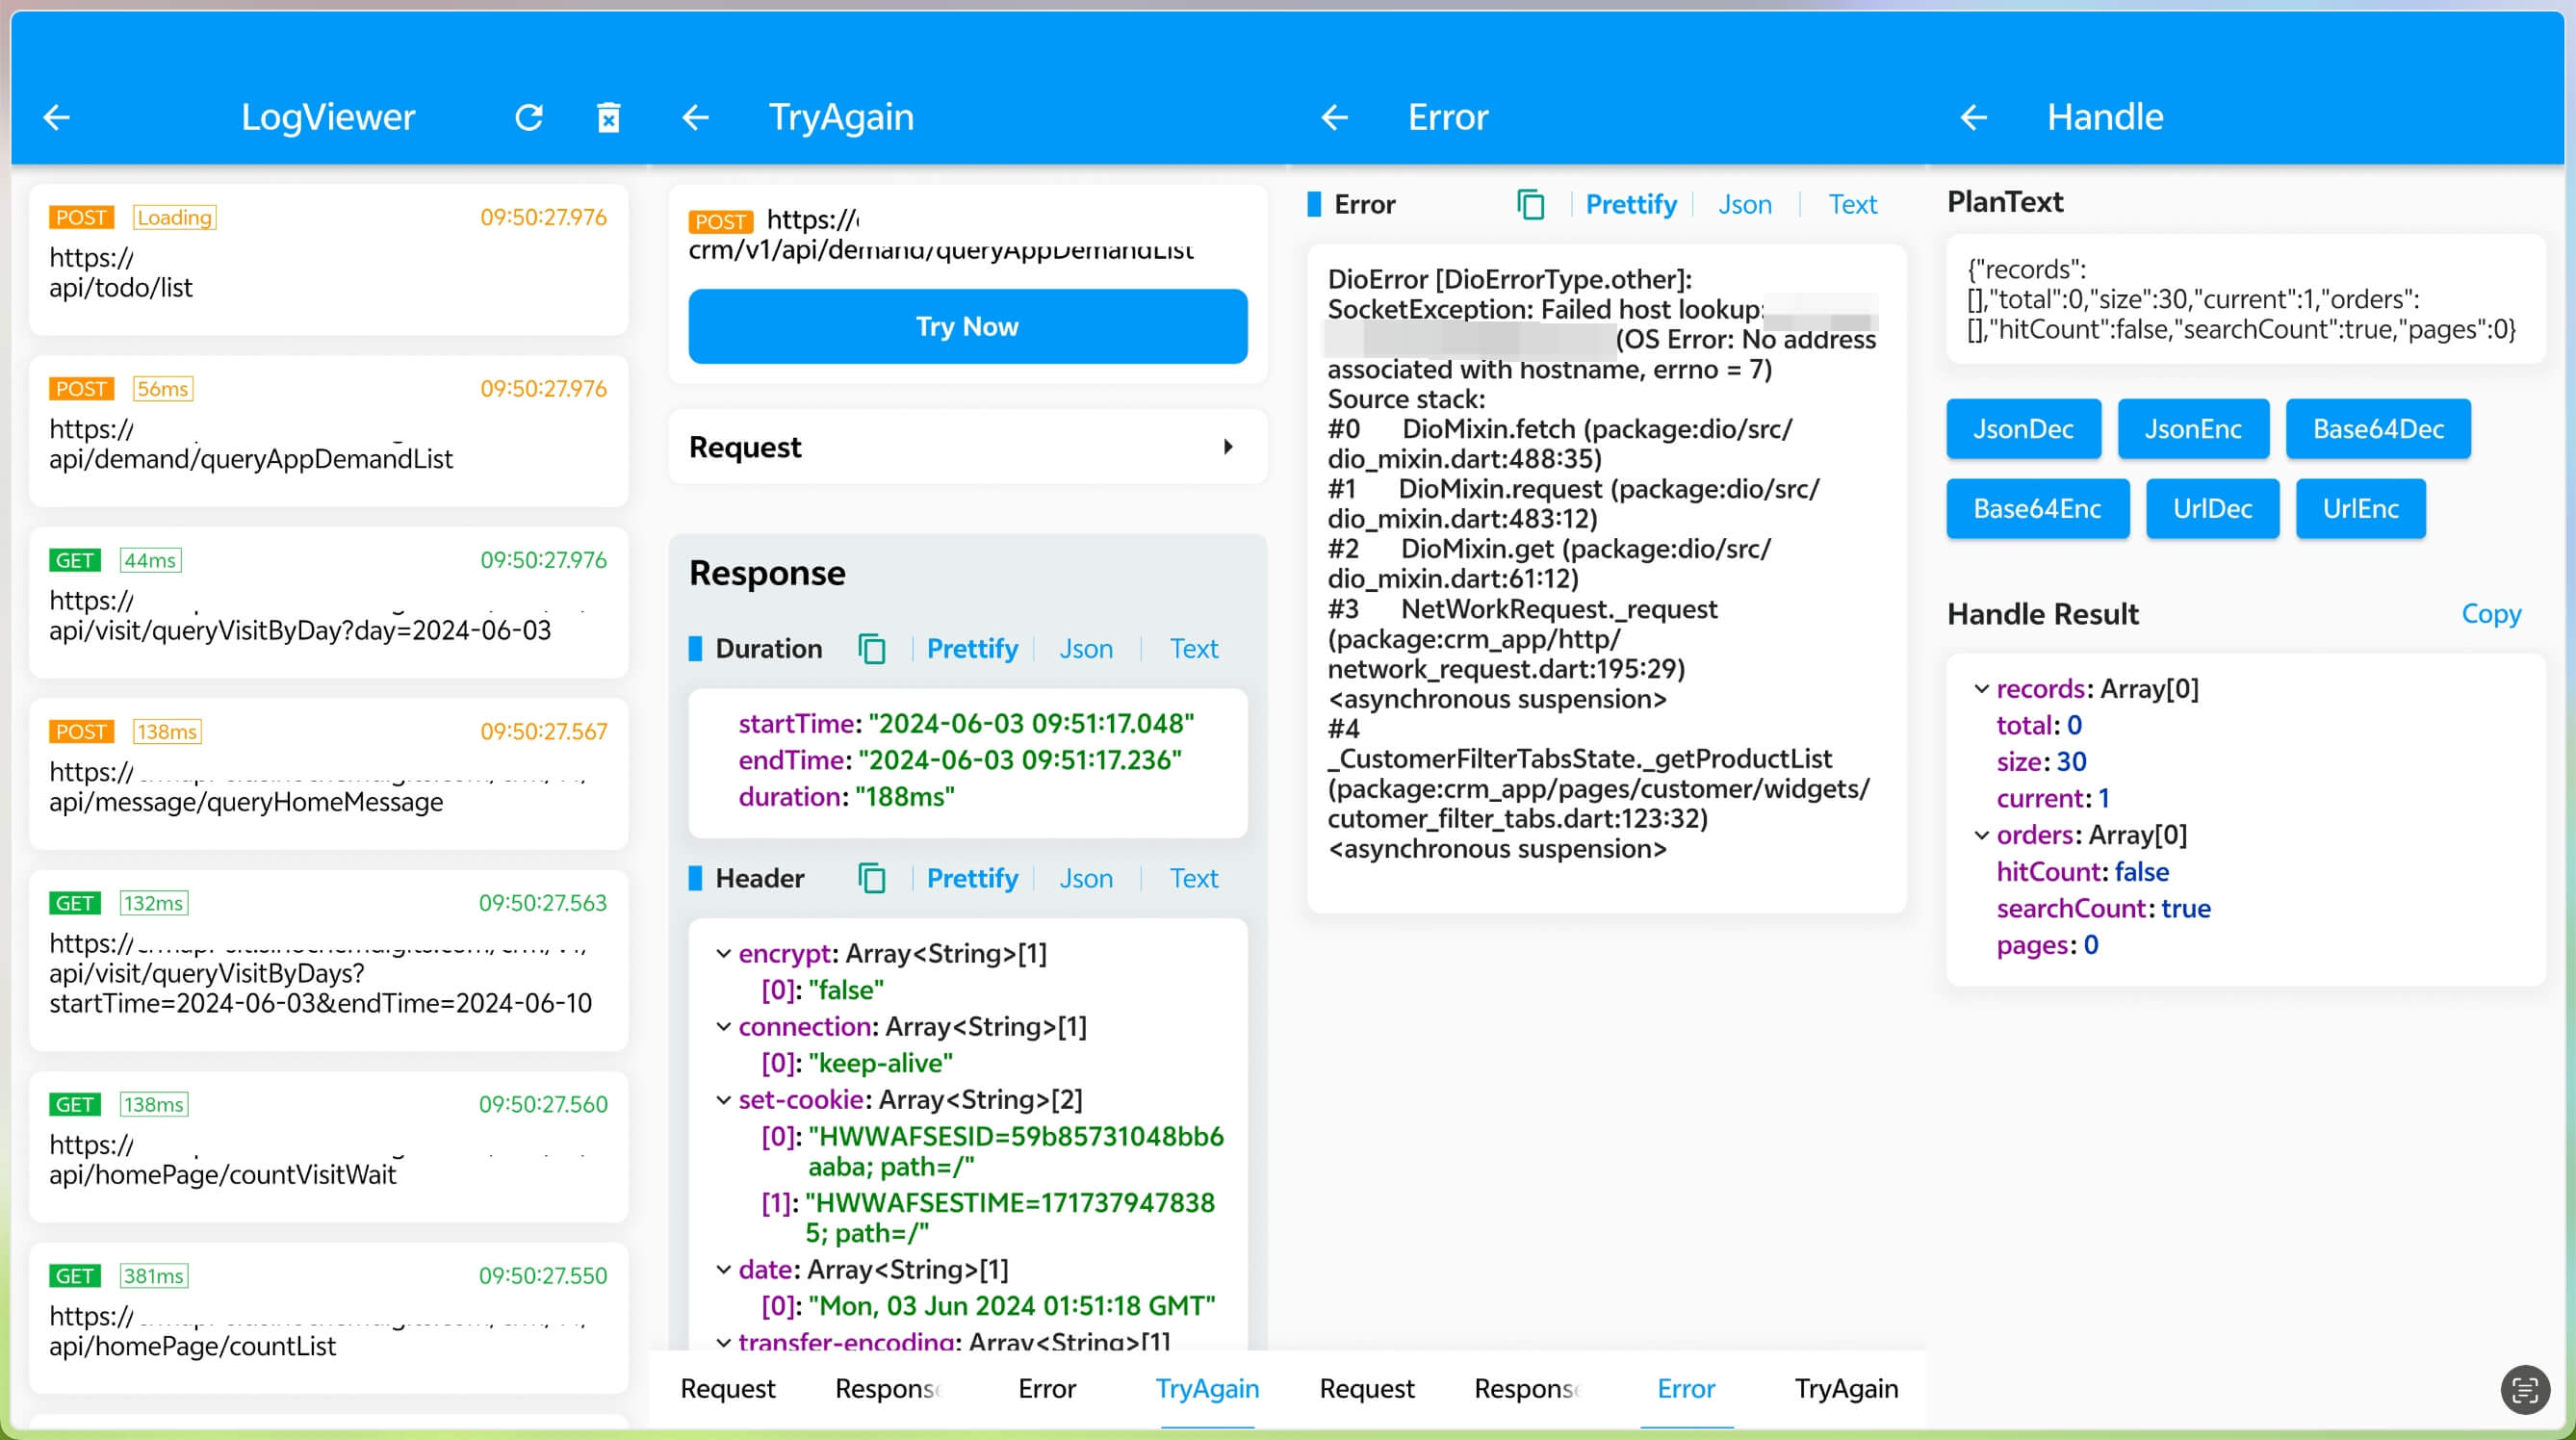 LogViewer
POST Loading 09:50:27.976
https://
api/todo/list
POST 56ms 09:50:27.976
https://
api/demand/queryAppDemandList
GET 44ms 09:50:27.976
https://
api/visit/queryVisitByDay?day=2024-06-03
POST 138ms 09:50:27.567
https://
api/message/queryHomeMessage
GET 132ms 09:50:27.563
https://
api/visit/queryVisitByDays?
startTime=2024-06-03&endTime=2024-06-10
GET 138ms 09:50:27.560
https://
api/homePage/countVisitWait
GET 381ms 09:50:27.550
https://
api/homePage/countList
TryAgain
POST https://
crm/v1/api/demand/queryAppDemandList
Try Now
Request
Response
Duration Prettify Json Text
startTime: "2024-06-03 09:51:17.048"
endTime: "2024-06-03 09:51:17.236"
duration: "188ms"
Header Prettify Json Text
encrypt: Array<String>[1]
[0]: "false"
connection: Array<String>[1]
[0]: "keep-alive"
set-cookie: Array<String>[2]
[0]: "HWWAFSESID=59b85731048bb6
aaba; path=/"
[1]: "HWWAFSESTIME=171737947838
5; path=/"
date: Array<String>[1]
[0]: "Mon, 03 Jun 2024 01:51:18 GMT"
transfer-encoding: Array<String>[1]
Request Response Error TryAgain
Error
Error Prettify Json Text
DioError [DioErrorType.other]:
SocketException: Failed host lookup:
(OS Error: No address
associated with hostname, errno = 7)
Source stack:
#0 DioMixin.fetch (package:dio/src/
dio_mixin.dart:488:35)
#1 DioMixin.request (package:dio/src/
dio_mixin.dart:483:12)
#2 DioMixin.get (package:dio/src/
dio_mixin.dart:61:12)
#3 NetWorkRequest._request
(package:crm_app/http/
network_request.dart:195:29)
<asynchronous suspension>
#4
_CustomerFilterTabsState._getProductList
(package:crm_app/pages/customer/widgets/
cutomer_filter_tabs.dart:123:32)
<asynchronous suspension>
Request Response Error TryAgain
Handle
PlanText
{"records":
[],"total":0,"size":30,"current":1,"orders":
[],"hitCount":false,"searchCount":true,"pages":0}
JsonDec JsonEnc Base64Dec
Base64Enc UrlDec UrlEnc
Handle Result Copy
records: Array[0]
total: 0
size: 30
current: 1
orders: Array[0]
hitCount: false
searchCount: true
pages: 0